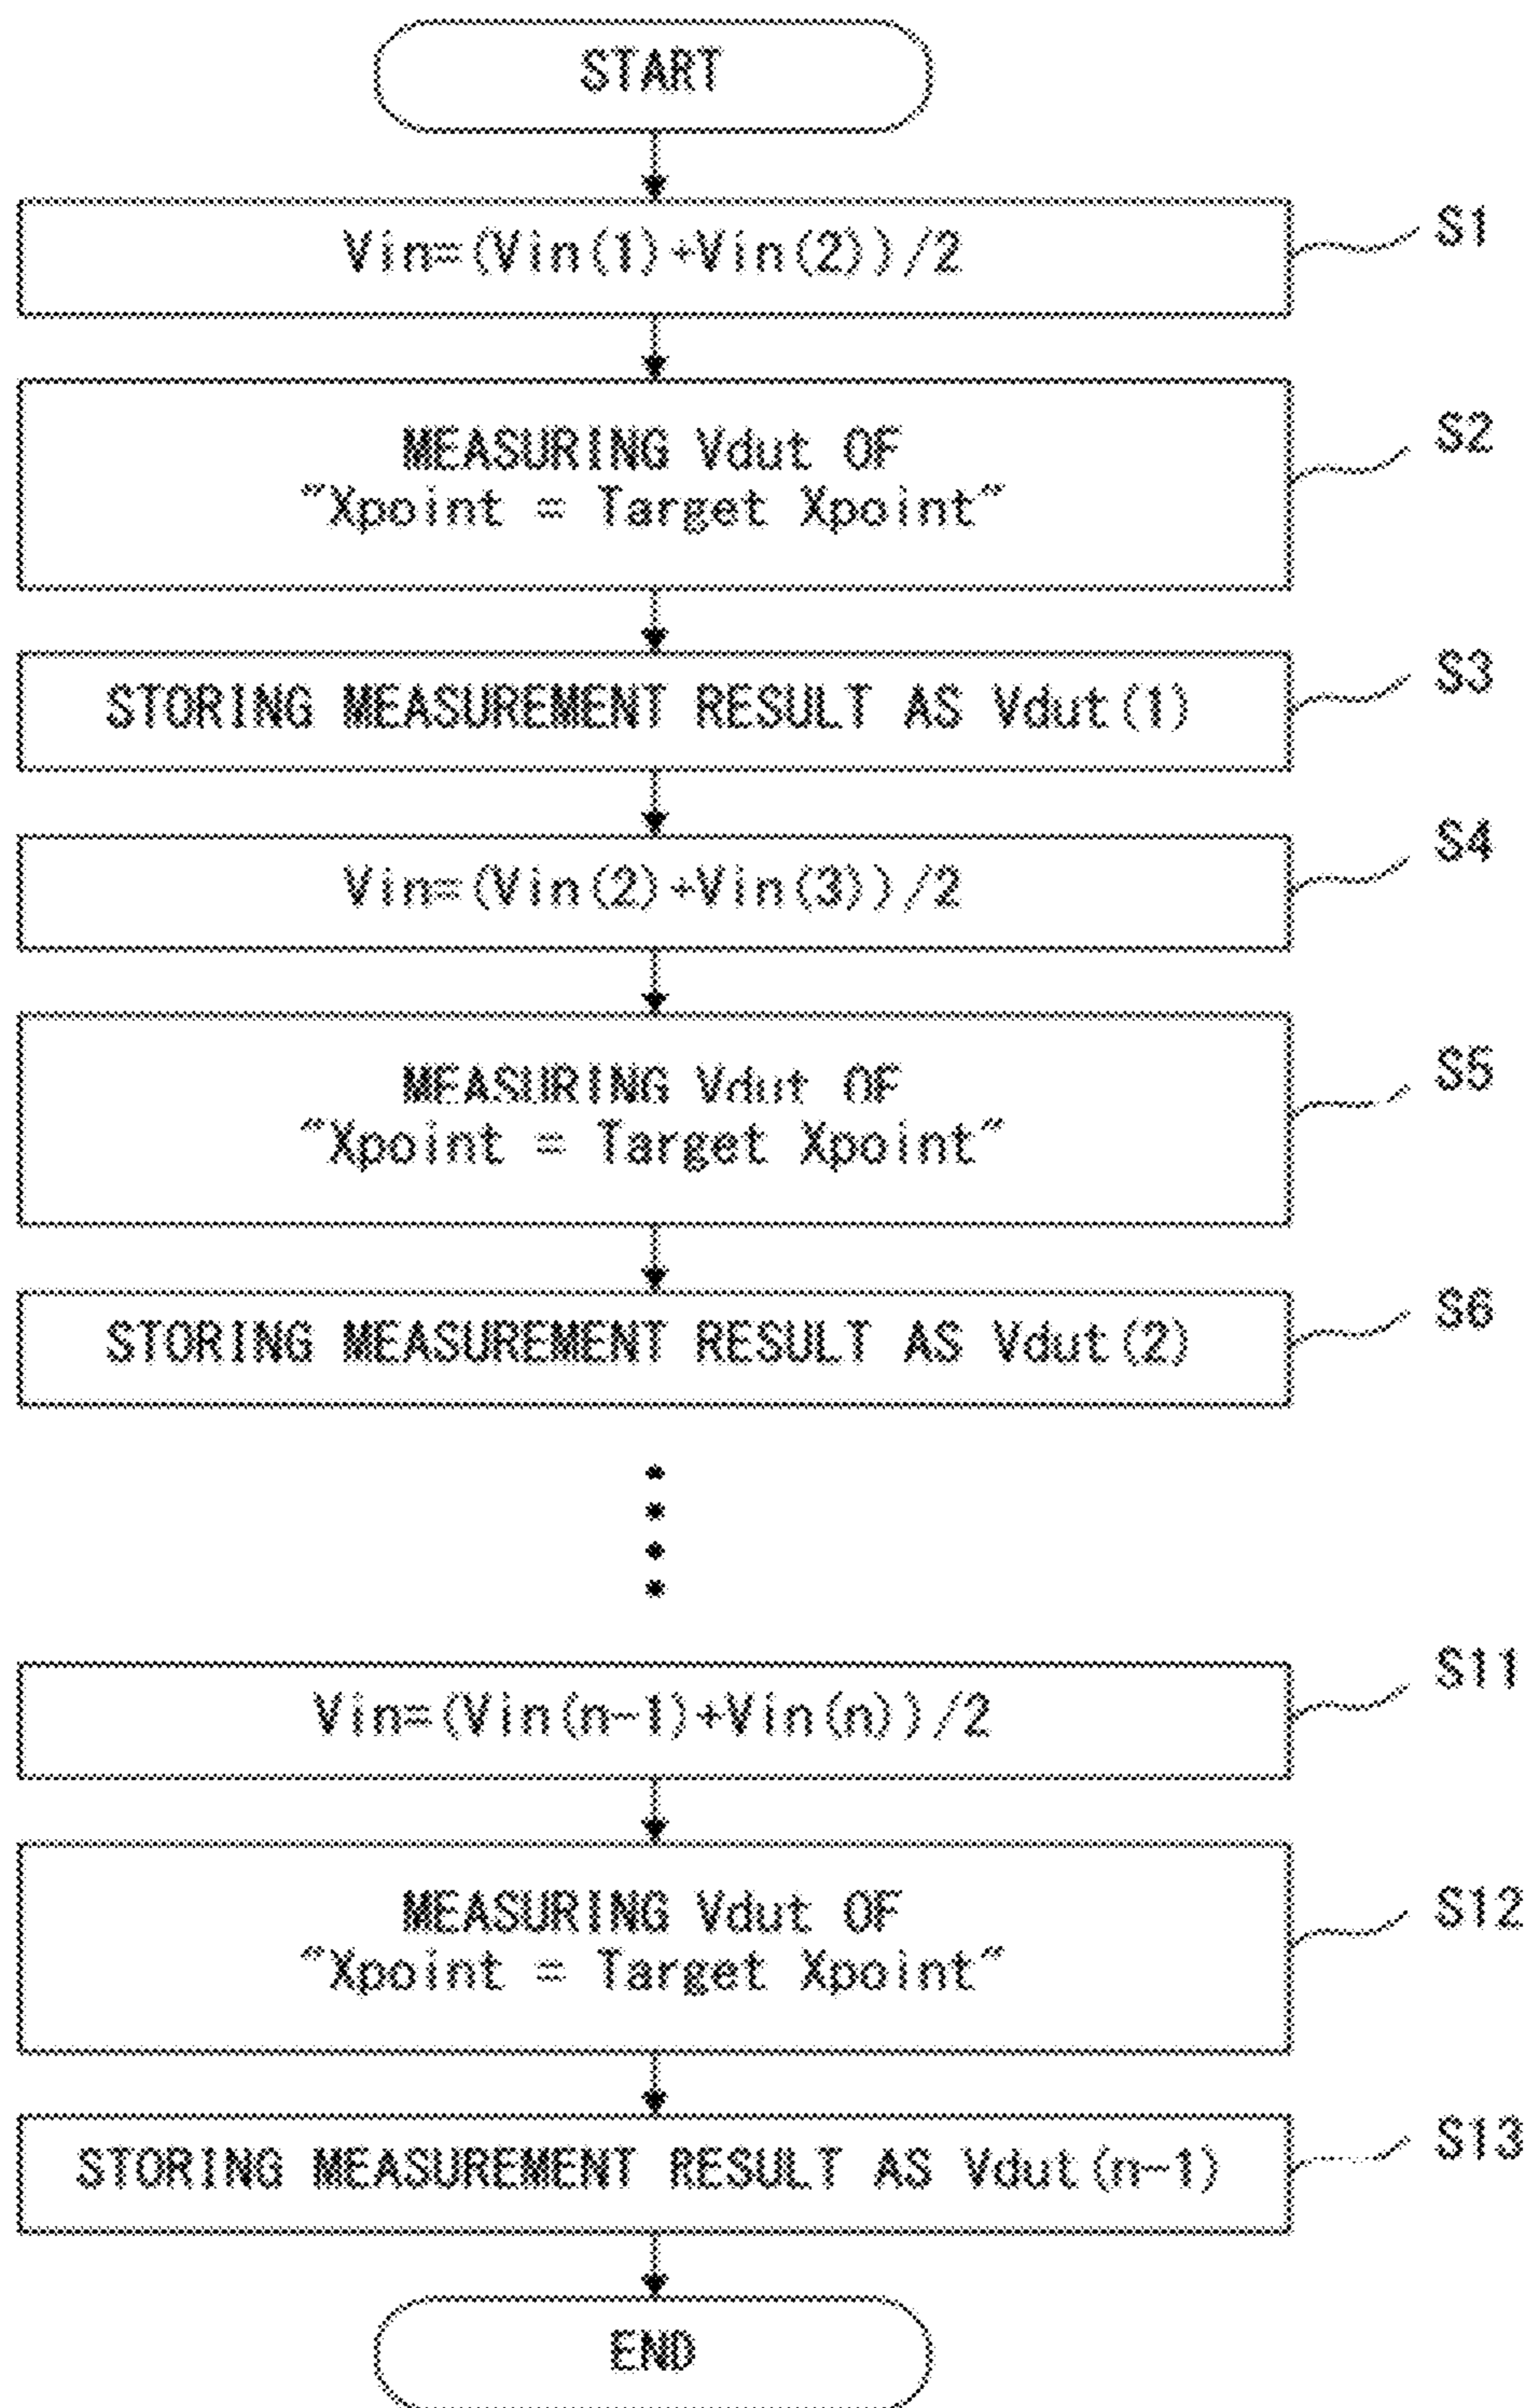 START
Vin=(Vin(1)+Vin(2))/2
S1
MEASURING Vdut OF
"Xpoint = Target Xpoint"
S2
STORING MEASUREMENT RESULT AS Vdut(1)
S3
Vin=(Vin(2)+Vin(3))/2
S4
MEASURING Vdut OF
"Xpoint = Target Xpoint"
S5
STORING MEASUREMENT RESULT AS Vdut(2)
S6
Vin=(Vin(n-1)+Vin(n))/2
S11
MEASURING Vdut OF
"Xpoint = Target Xpoint"
S12
STORING MEASUREMENT RESULT AS Vdut(n-1)
S13
END